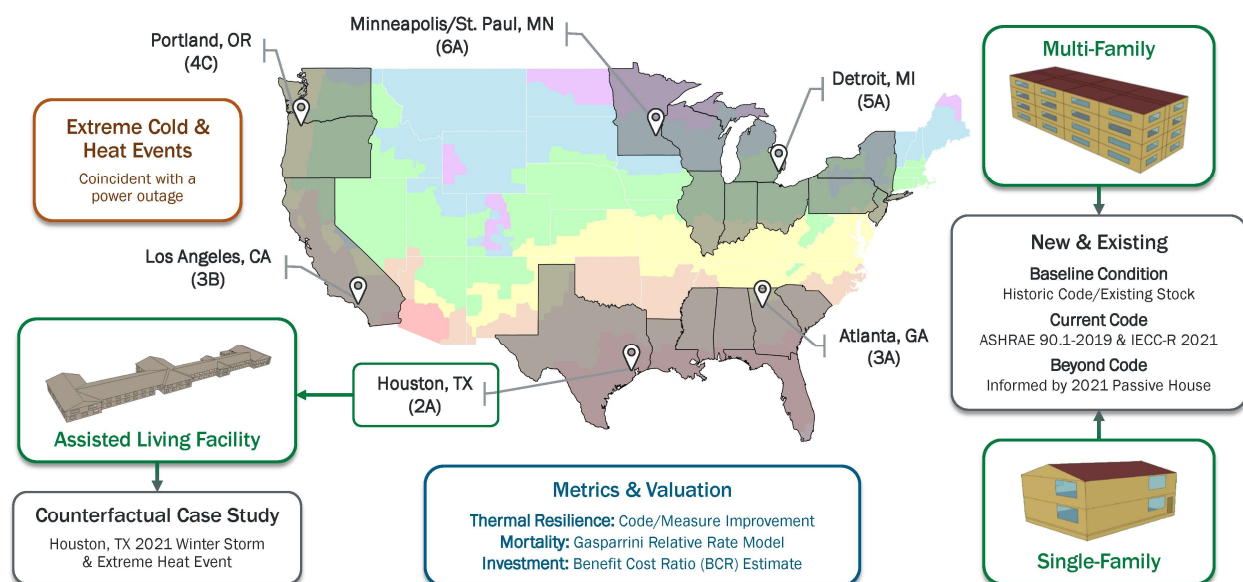 Minneapolis/St. Paul, MN
(6A)
Portland, OR
(4C)
Detroit, MI
(5A)
Multi-Family
Extreme Cold &
Heat Events
Coincident with a
power outage
Los Angeles, CA
(3B)
New & Existing
Baseline Condition
Historic Code/Existing Stock
Current Code
ASHRAE 90.1-2019 & IECC-R 2021
Beyond Code
Informed by 2021 Passive House
Atlanta, GA
(3A)
Houston, TX
(2A)
Assisted Living Facility
Counterfactual Case Study
Houston, TX 2021 Winter Storm
& Extreme Heat Event
Metrics & Valuation
Thermal Resilience: Code/Measure Improvement
Mortality: Gasparrini Relative Rate Model
Investment: Benefit Cost Ratio (BCR) Estimate
Single-Family